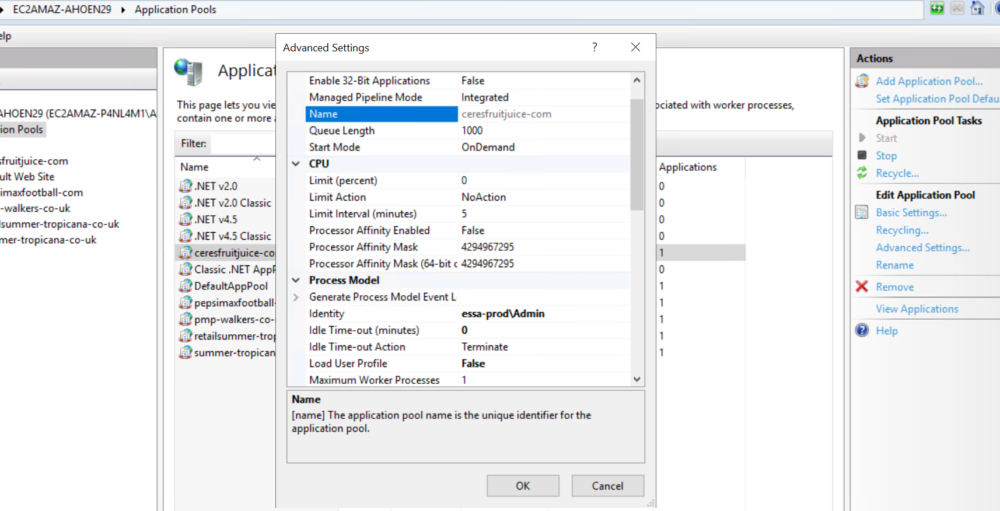 EC2AMAZ-AHOEN29 Application Pools
elp
AHOEN29 (EC2AMAZ-P4NL4M1\A
ion Pools
sfruitjuice-com
ult Web Site
imaxfootball-com
-walkers-co-uk
lsummer-tropicana-co-uk
mer-tropicana-co-uk
Applicat
This page lets you vie
ociated with worker processes,
contain one or more a
Filter:
Name
Applications
.NET v2.0 0
.NET v2.0 Classic 0
.NET v4.5 0
.NET v4.5 Classic 0
ceresfruitjuice-co 1
Classic .NET AppP 0
DefaultAppPool 1
pepsimaxfootball- 1
pmp-walkers-co- 1
retailsummer-trop 1
summer-tropican 1
Advanced Settings ?
Enable 32-Bit Applications False
Managed Pipeline Mode Integrated
Name ceresfruitjuice-com
Queue Length 1000
Start Mode OnDemand
CPU
Limit (percent) 0
Limit Action NoAction
Limit Interval (minutes) 5
Processor Affinity Enabled False
Processor Affinity Mask 4294967295
Processor Affinity Mask (64-bit c 4294967295
Process Model
Generate Process Model Event L
Identity essa-prod\Admin
Idle Time-out (minutes) 0
Idle Time-out Action Terminate
Load User Profile False
Maximum Worker Processes 1
Name
[name] The application pool name is the unique identifier for the
application pool.
OK Cancel
Actions
Add Application Pool...
Set Application Pool Defau
Application Pool Tasks
Start
Stop
Recycle...
Edit Application Pool
Basic Settings...
Recycling...
Advanced Settings...
Rename
Remove
View Applications
Help